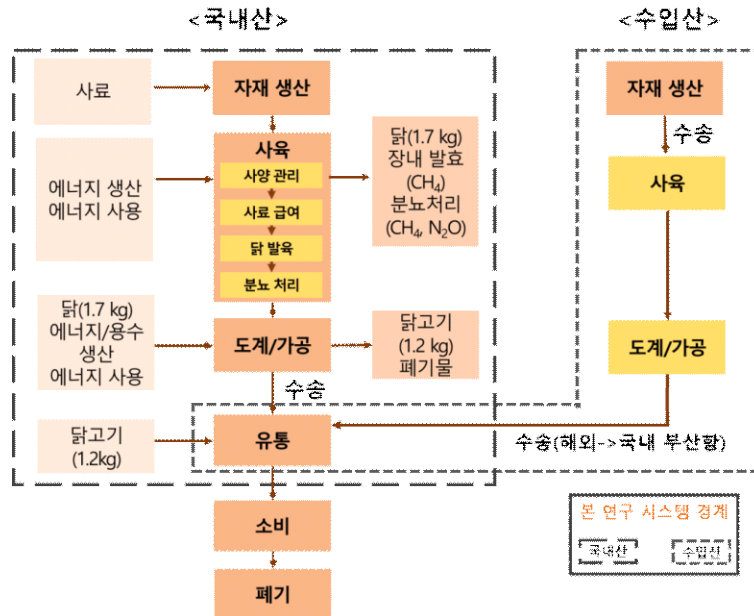 <국내산>
<수입산>
사료
자재 생산
에너지 생산
에너지 사용
사육
사양 관리
사료 급여
닭 발육
분뇨 처리
닭(1.7 kg)
장내 발효
(CH₄)
분뇨처리
(CH₄, N₂O)
닭(1.7 kg)
에너지/용수
생산
에너지 사용
도계/가공
닭고기
(1.2 kg)
폐기물
수송
닭고기
(1.2kg)
유통
소비
폐기
자재 생산
수송
사육
도계/가공
수송(해외->국내 부산항)
본 연구 시스템 경계
국내산
수입산